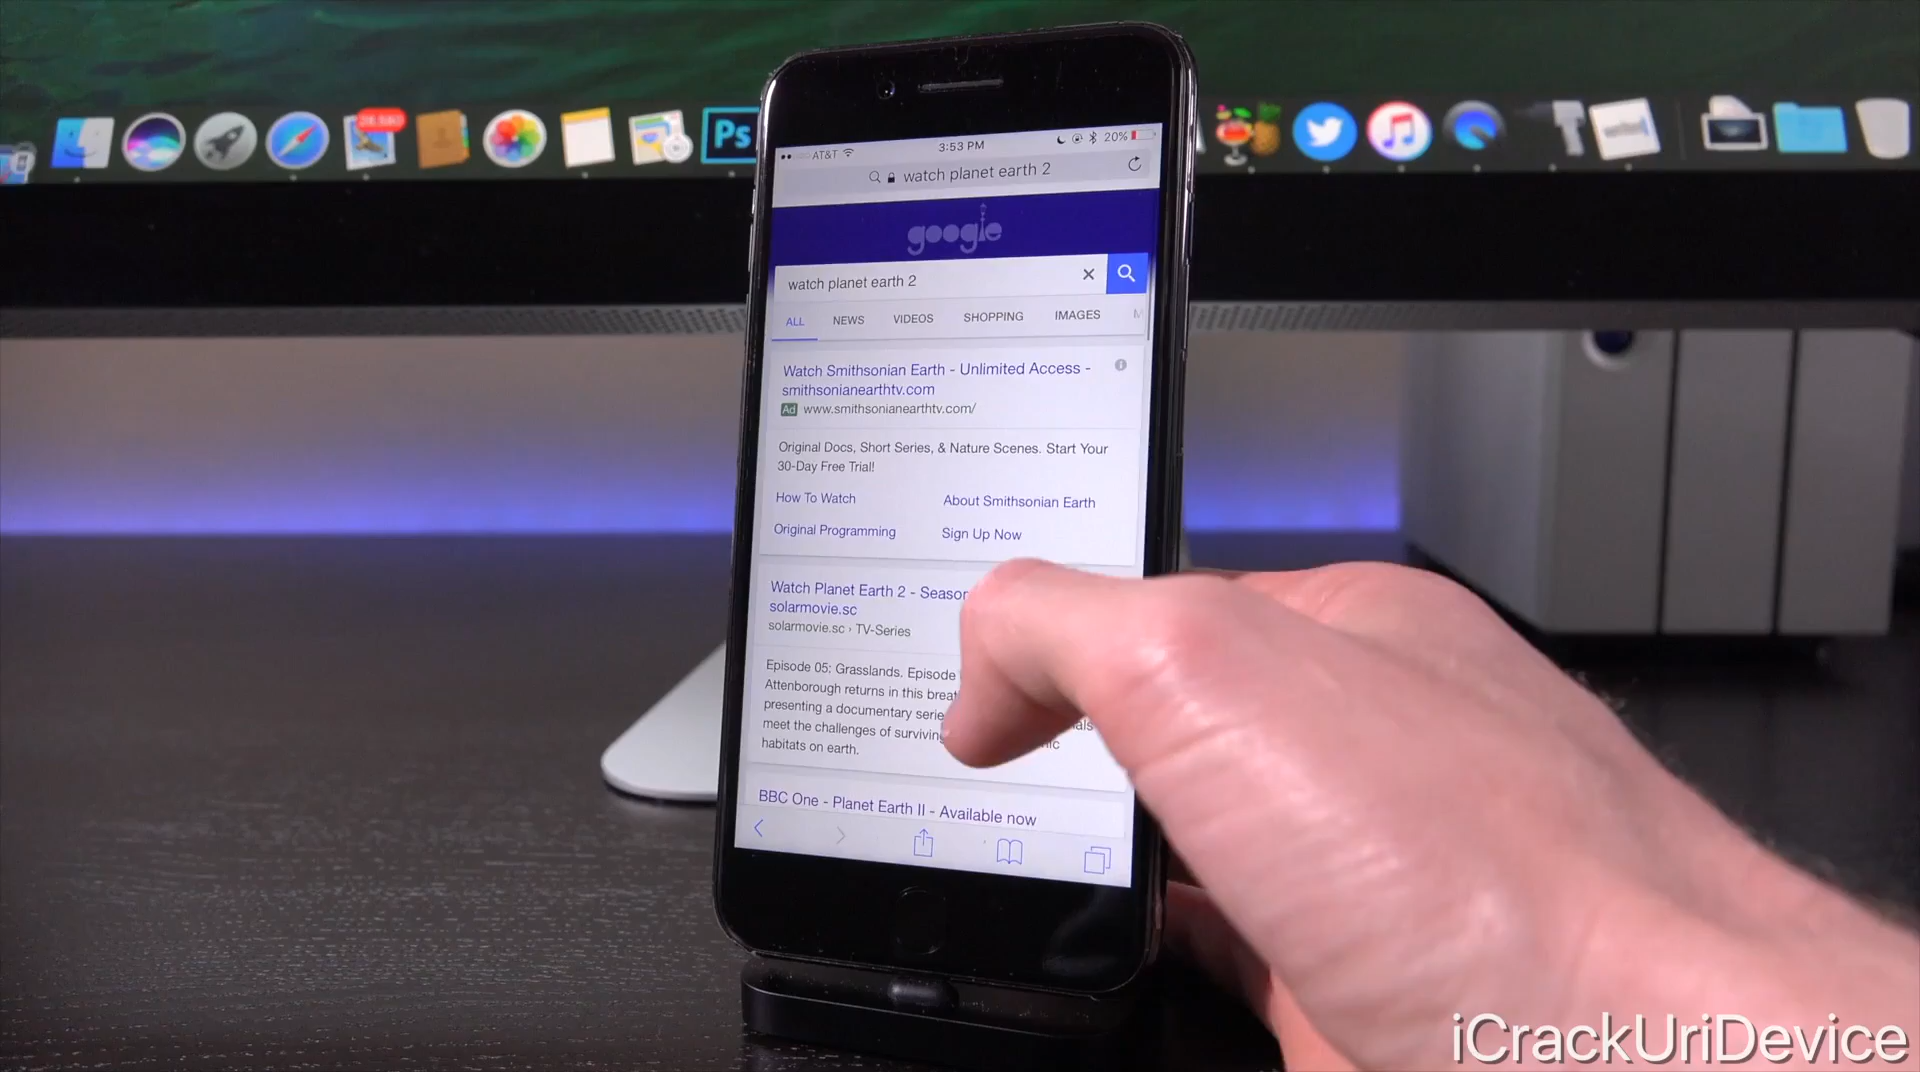 28,580
Ps
AT&T
3:53 PM
20%
watch planet earth 2
google
watch planet earth 2
ALL NEWS VIDEOS SHOPPING IMAGES M
Watch Smithsonian Earth - Unlimited Access -
smithsonianearthtv.com
Ad www.smithsonianearthtv.com/
Original Docs, Short Series, & Nature Scenes. Start Your
30-Day Free Trial!
How To Watch
About Smithsonian Earth
Original Programming
Sign Up Now
Watch Planet Earth 2 - Season
solarmovie.sc
solarmovie.sc › TV-Series
Episode 05: Grasslands. Episode
Attenborough returns in this breat
presenting a documentary serie
meet the challenges of surviving
habitats on earth.
BBC One - Planet Earth II - Available now
iCrackUriDevice